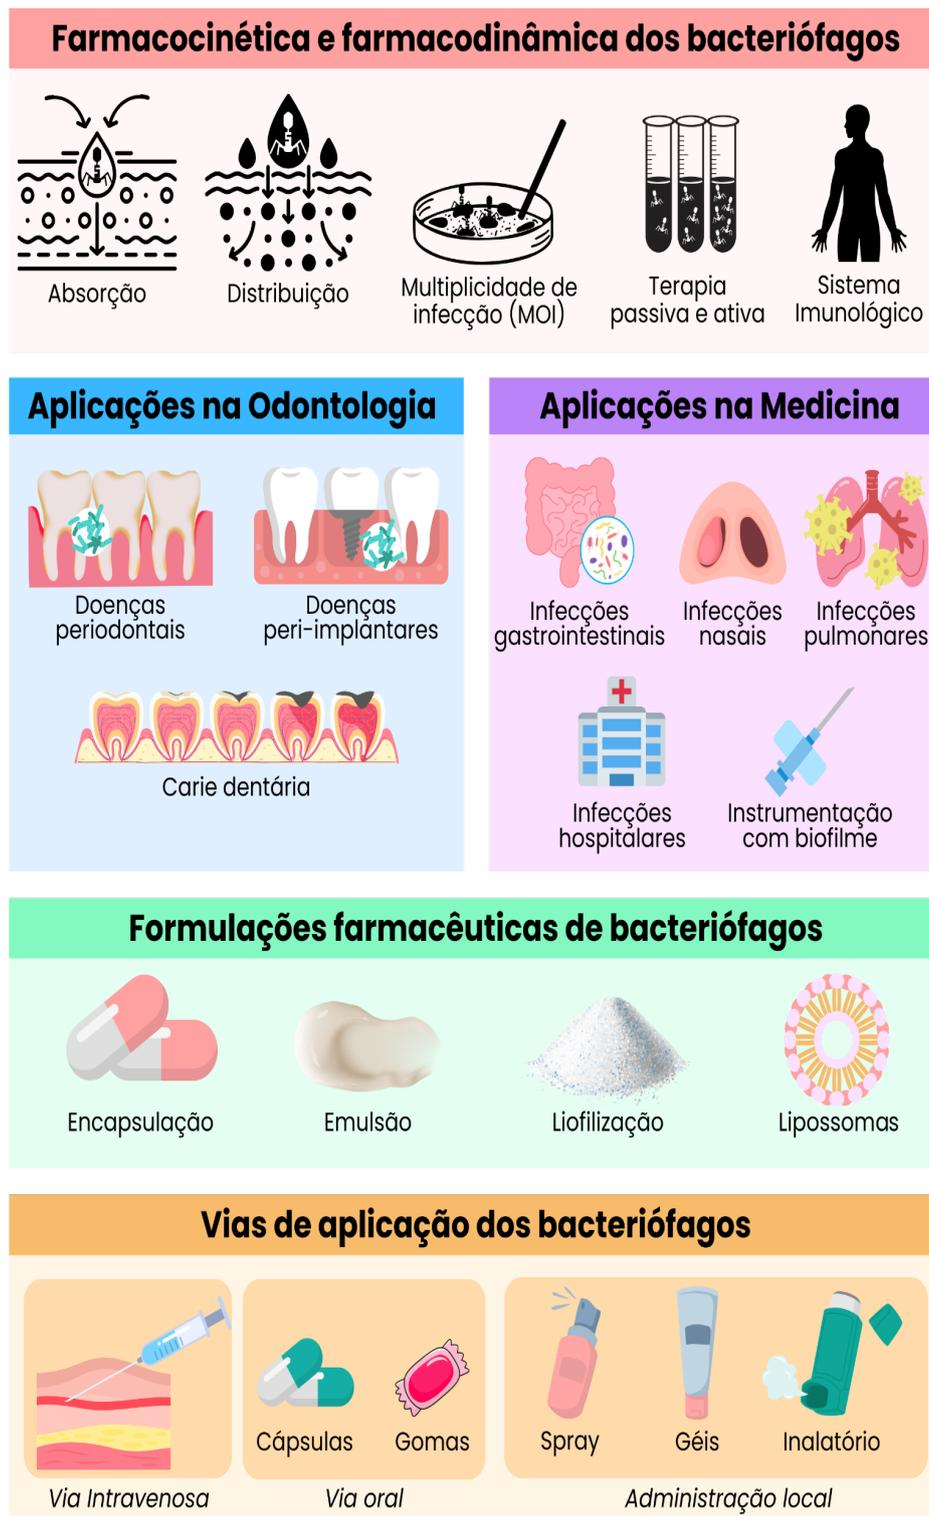 Farmacocinética e farmacodinâmica dos bacteriófagos
Absorção
Distribuição
Multiplicidade de
infecção (MOI)
Terapia
passiva e ativa
Sistema
Imunológico
Aplicações na Odontologia
Doenças
periodontais
Doenças
peri-implantares
Carie dentária
Aplicações na Medicina
Infecções
gastrointestinais
Infecções
nasais
Infecções
pulmonares
Infecções
hospitalares
Instrumentação
com biofilme
Formulações farmacêuticas de bacteriófagos
Encapsulação
Emulsão
Liofilização
Lipossomas
Vias de aplicação dos bacteriófagos
Via Intravenosa
Cápsulas
Gomas
Via oral
Spray
Géis
Inalatório
Administração local